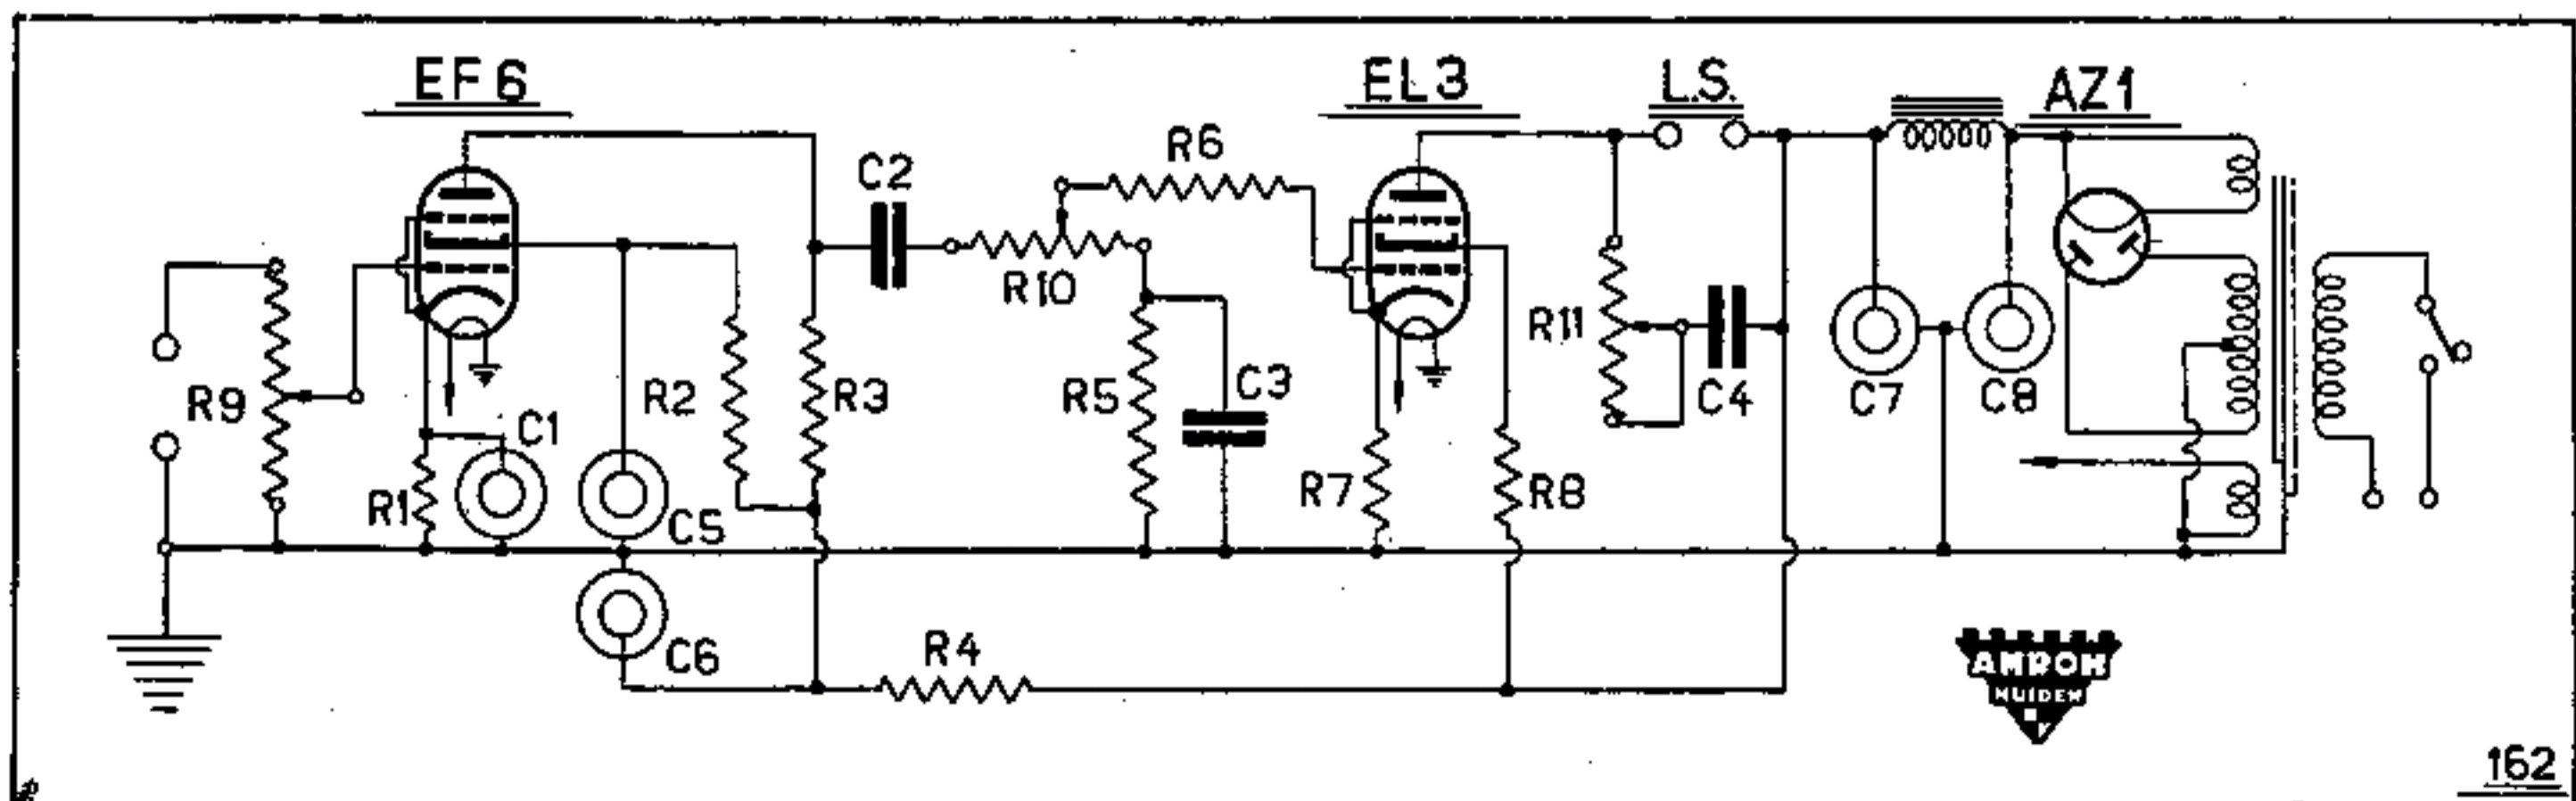 EF6
EL3
L.S.
AZ1
R6
C2
R10
R11
R9
R2
R3
R5
C3
C4
C7
C8
C1
R1
C5
R7
R8
C6
R4
AMROH
MUIDEN
162